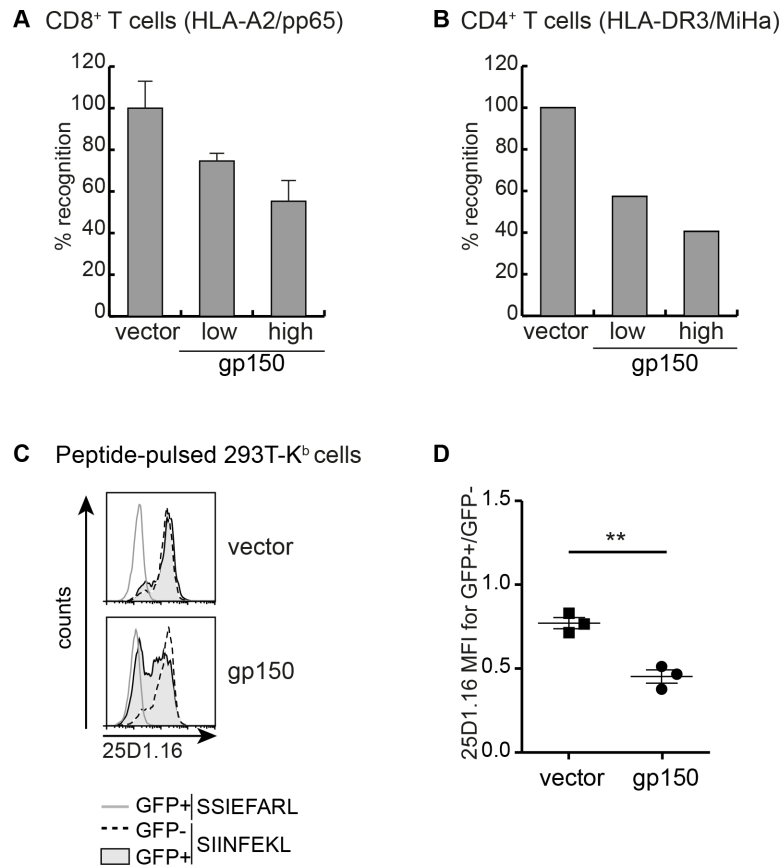 A CD8+ T cells (HLA-A2/pp65)
% recognition
120
100
80
60
40
20
0
vector low high
gp150
B CD4+ T cells (HLA-DR3/MiHa)
% recognition
120
100
80
60
40
20
0
vector low high
gp150
C Peptide-pulsed 293T-Kb cells
counts
vector
gp150
25D1.16
GFP+ SSIEFARL
GFP-
SIINFEKL
GFP+
D
25D1.16 MFI for GFP+/GFP-
1.5
1.0
0.5
0.0
**
vector gp150